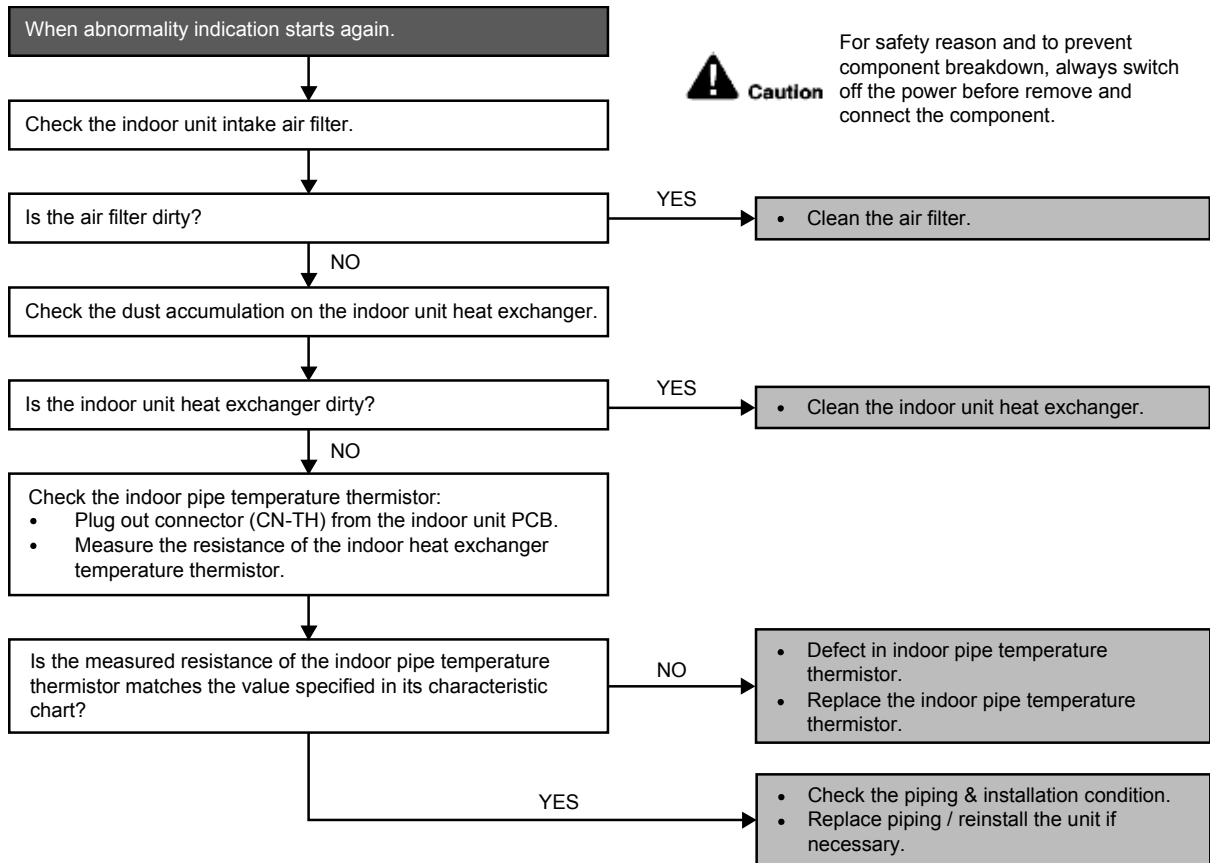 When abnormality indication starts again.
For safety reason and to prevent
component breakdown, always switch
Caution off the power before remove and
connect the component.
Check the indoor unit intake air filter.
Is the air filter dirty?
YES
• Clean the air filter.
NO
Check the dust accumulation on the indoor unit heat exchanger.
Is the indoor unit heat exchanger dirty?
YES
• Clean the indoor unit heat exchanger.
NO
Check the indoor pipe temperature thermistor:
• Plug out connector (CN-TH) from the indoor unit PCB.
• Measure the resistance of the indoor heat exchanger
temperature thermistor.
Is the measured resistance of the indoor pipe temperature
thermistor matches the value specified in its characteristic
chart?
NO
• Defect in indoor pipe temperature
thermistor.
• Replace the indoor pipe temperature
thermistor.
YES
• Check the piping & installation condition.
• Replace piping / reinstall the unit if
necessary.